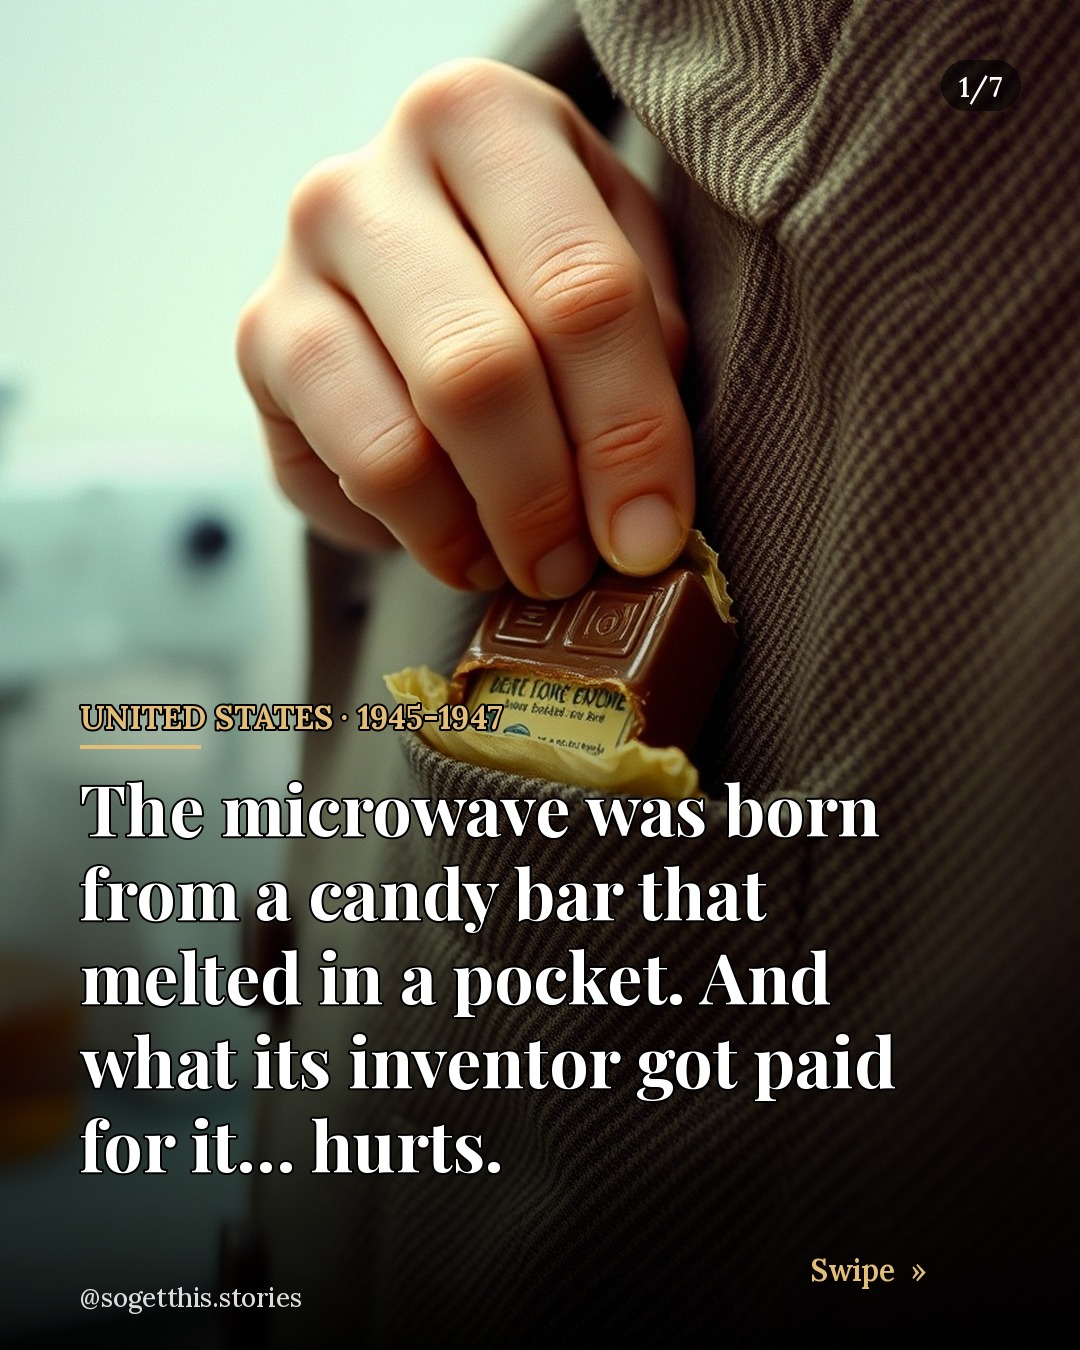 1/7
UNITED STATES · 1945–1947
The microwave was born
from a candy bar that
melted in a pocket. And
what its inventor got paid
for it... hurts.
Swipe »
@sogetthis.stories